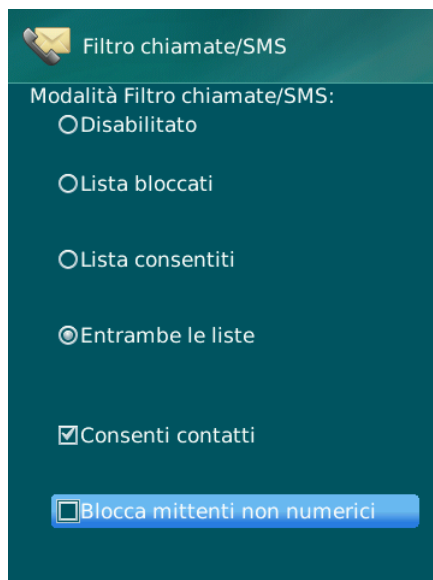 Filtro chiamate/SMS
Modalità Filtro chiamate/SMS:
Disabilitato
Lista bloccati
Lista consentiti
Entrambe le liste
Consenti contatti
Blocca mittenti non numerici